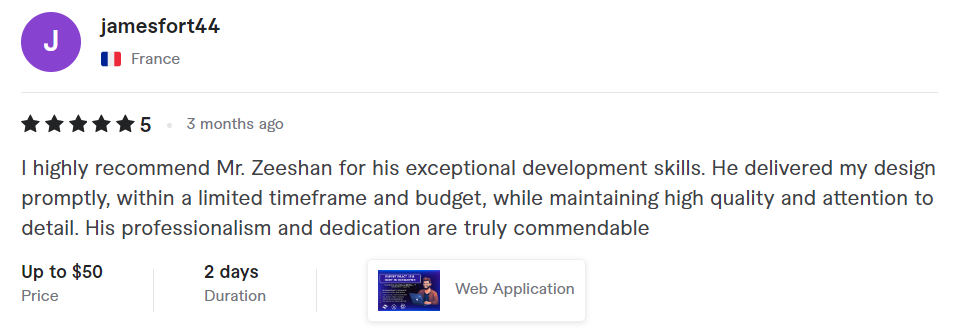 J
jamesfort44
France
5
3 months ago
I highly recommend Mr. Zeeshan for his exceptional development skills. He delivered my design
promptly, within a limited timeframe and budget, while maintaining high quality and attention to
detail. His professionalism and dedication are truly commendable
Up to $50
Price
2 days
Duration
Web Application